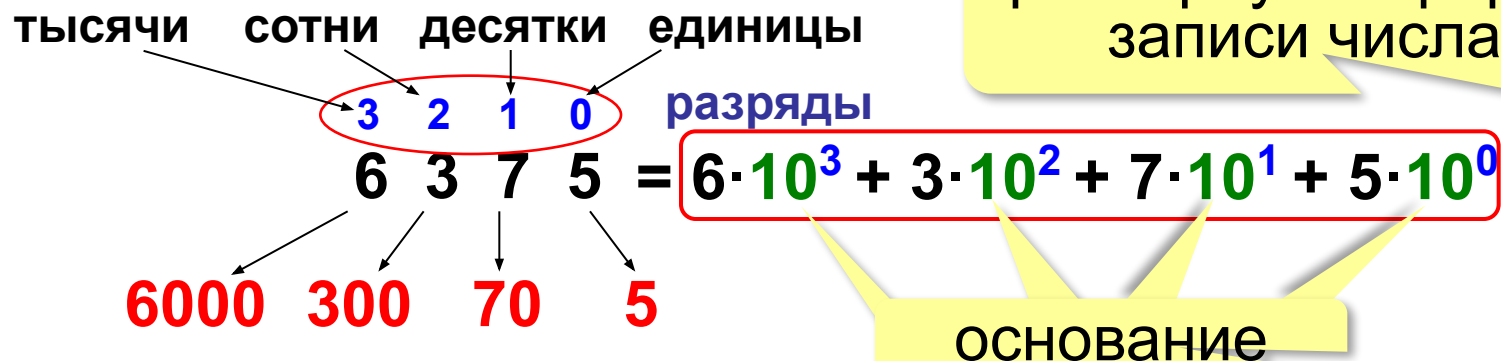 тысячи сотни десятки единицы
записи числа
3 2 1 0 разряды
6 3 7 5 = 6·10³ + 3·10² + 7·10¹ + 5·10⁰
6000 300 70 5
основание